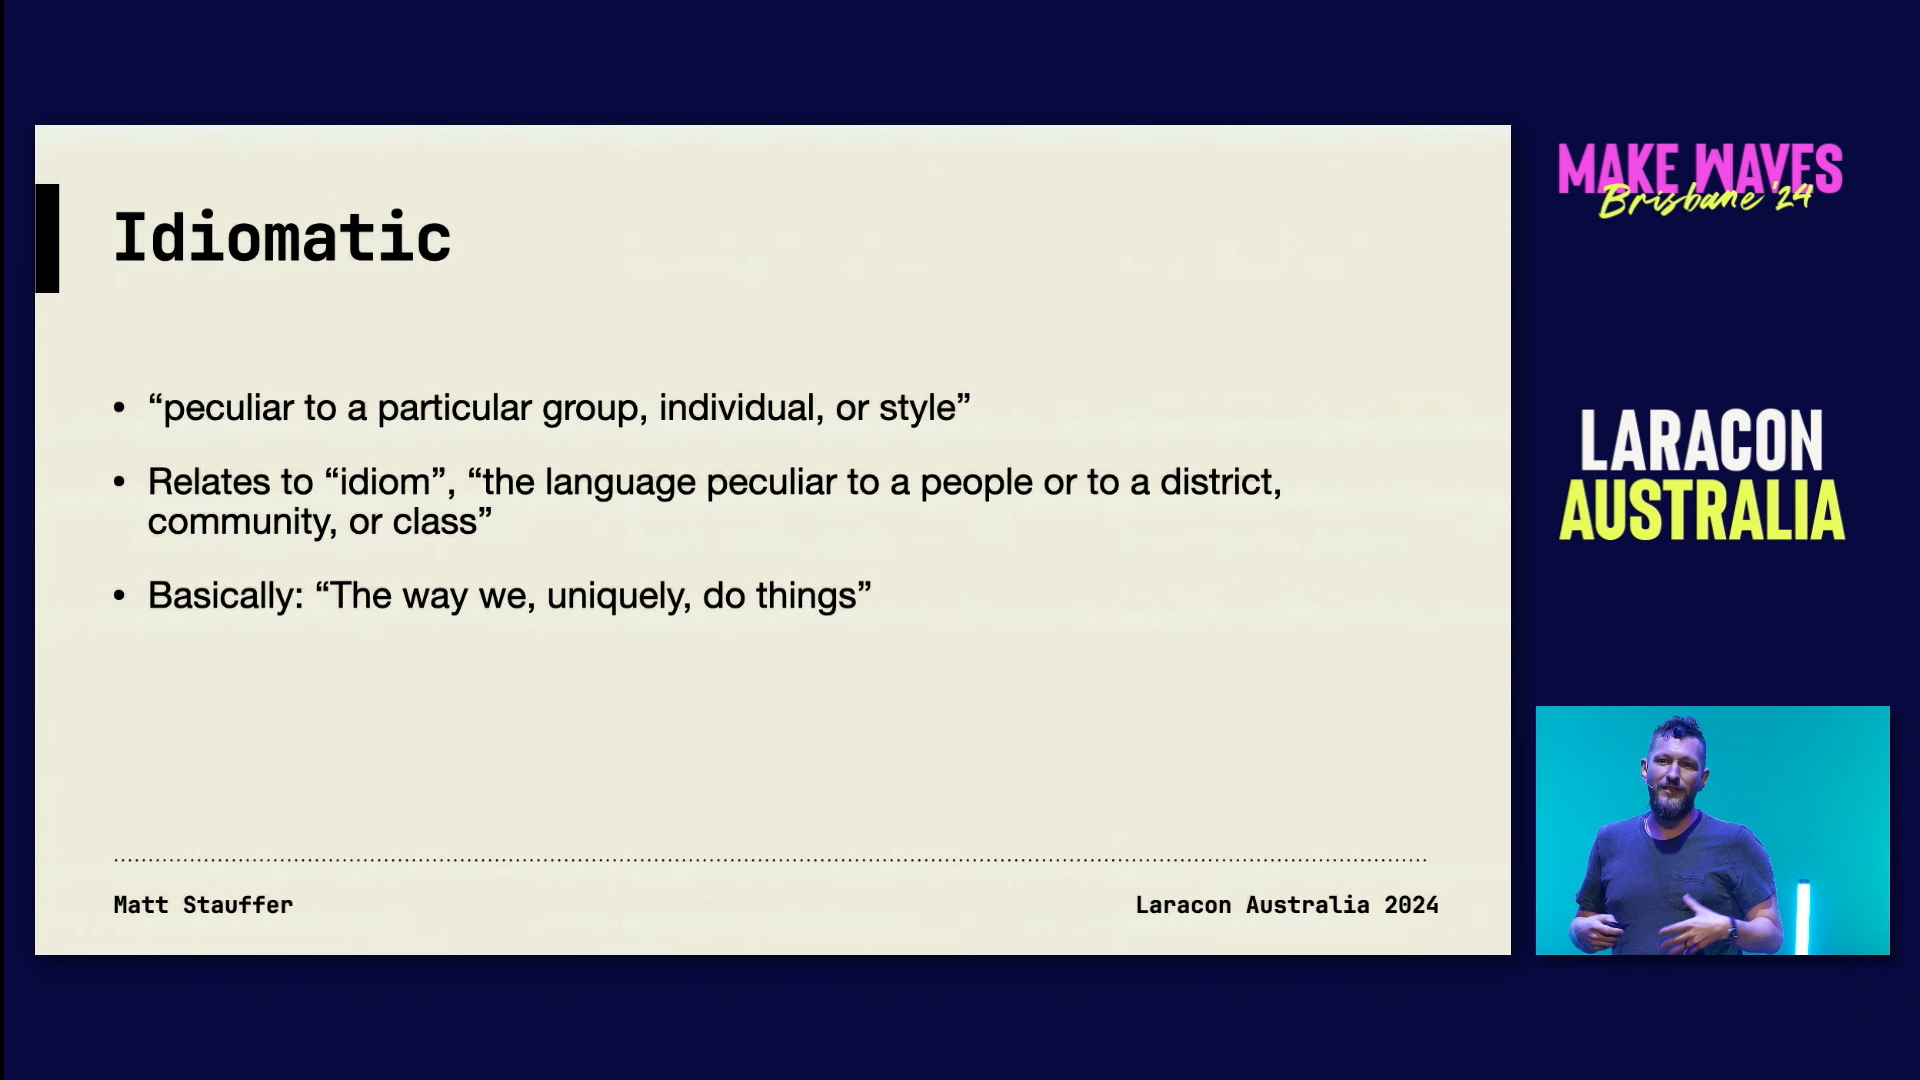 Idiomatic
• “peculiar to a particular group, individual, or style”
• Relates to “idiom”, “the language peculiar to a people or to a district,
community, or class”
• Basically: “The way we, uniquely, do things”
Matt Stauffer
Laracon Australia 2024
MAKE WAVES
Brisbane '24
LARACON
AUSTRALIA